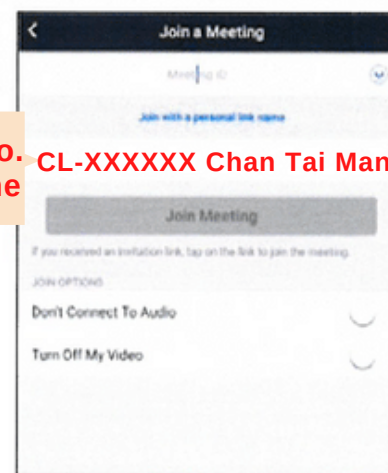 Join a Meeting
Meeting ID
Join with a personal link name
o.
ne
CL-XXXXXX Chan Tai Man
Join Meeting
If you received an invitation link, tap on the link to join the meeting.
JOIN OPTIONS
Don't Connect To Audio
Turn Off My Video